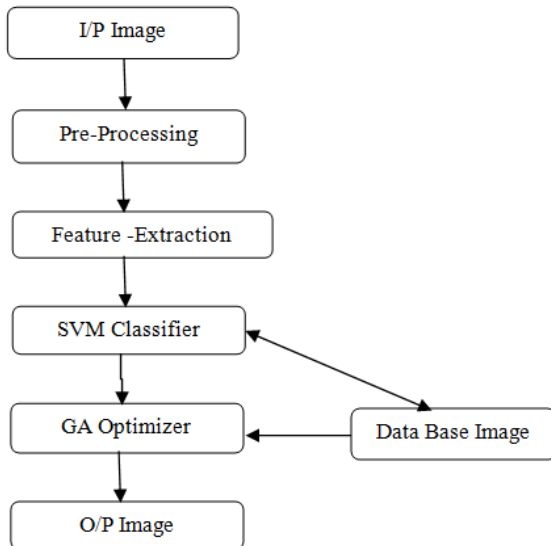 I/P Image
Pre-Processing
Feature -Extraction
SVM Classifier
GA Optimizer
Data Base Image
O/P Image